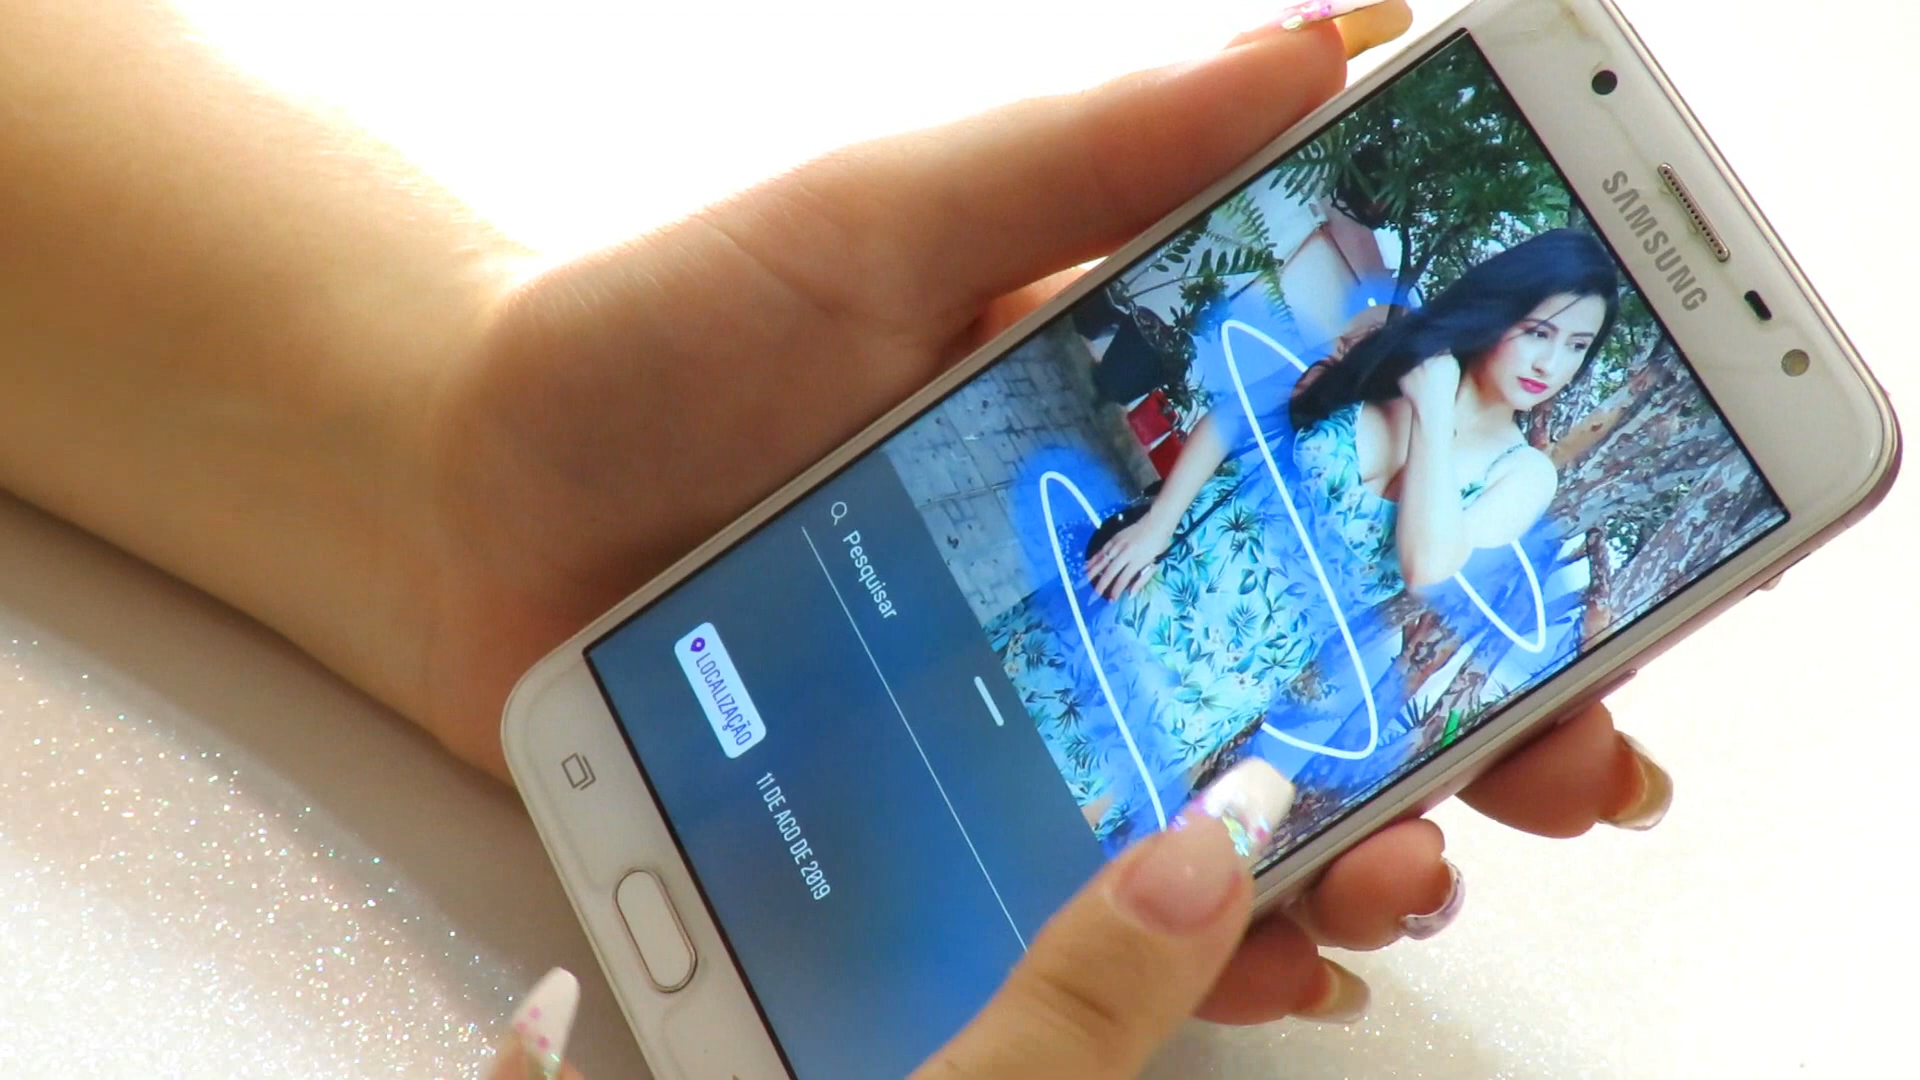 SAMSUNG
Pesquisar
LOCALIZAÇÃO
11 DE AGO DE 2019